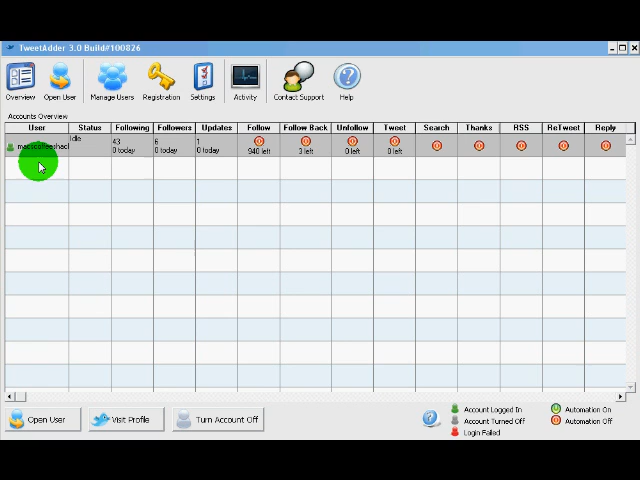 TweetAdder 3.0 Build#100826
Overview Open User Manage Users Registration Settings Activity Contact Support Help
Accounts Overview
User Status Following Followers Updates Follow Follow Back Unfollow Tweet Search Thanks RSS ReTweet Reply
macscoffeeshacl Idle 43 6 1
0 today 0 today 0 today 940 left 3 left 0 left 0 left
Open User Visit Profile Turn Account Off
Account Logged In Automation On
Account Turned Off Automation Off
Login Failed